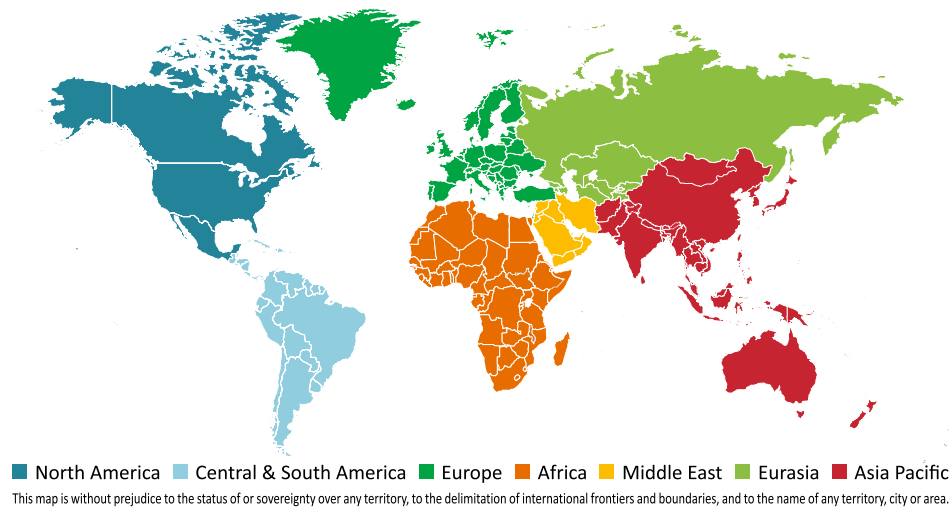 North America Central & South America Europe Africa Middle East Eurasia Asia Pacific
This map is without prejudice to the status of or sovereignty over any territory, to the delimitation of international frontiers and boundaries, and to the name of any territory, city or area.